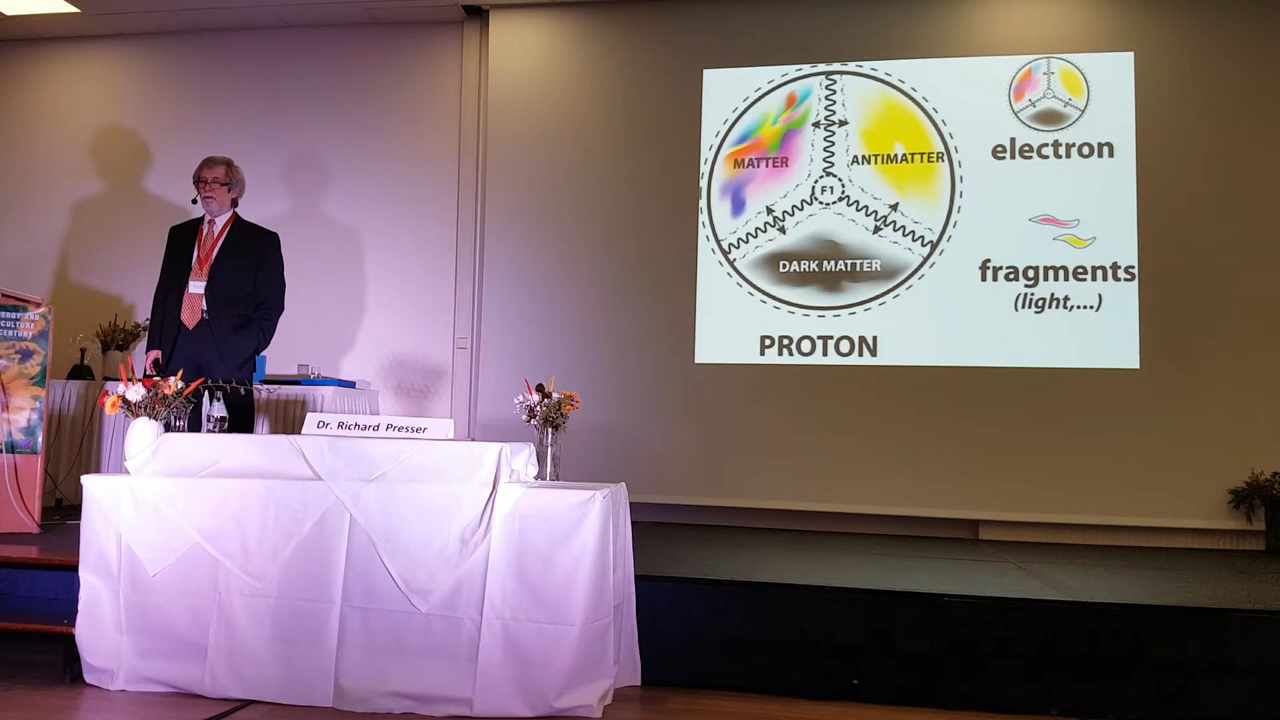 ERGY AND
CULTURE
CENTURY
Dr. Richard Presser
MATTER
ANTIMATTER
F1
DARK MATTER
PROTON
electron
fragments
(light,...)